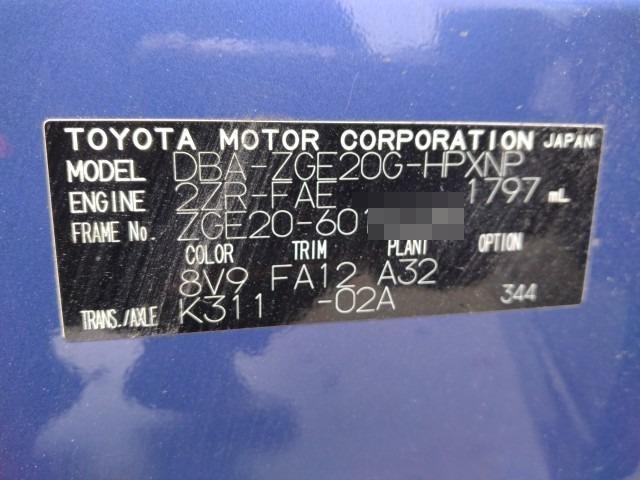 TOYOTA MOTOR CORPORATION JAPAN
MODEL DBA-ZGE20G-HPXNP
ENGINE 2ZR-FAE 1797 mL
FRAME No. ZGE20-601
COLOR TRIM PLANT OPTION
8V9 FA12 A32
TRANS./AXLE K311 -02A 344